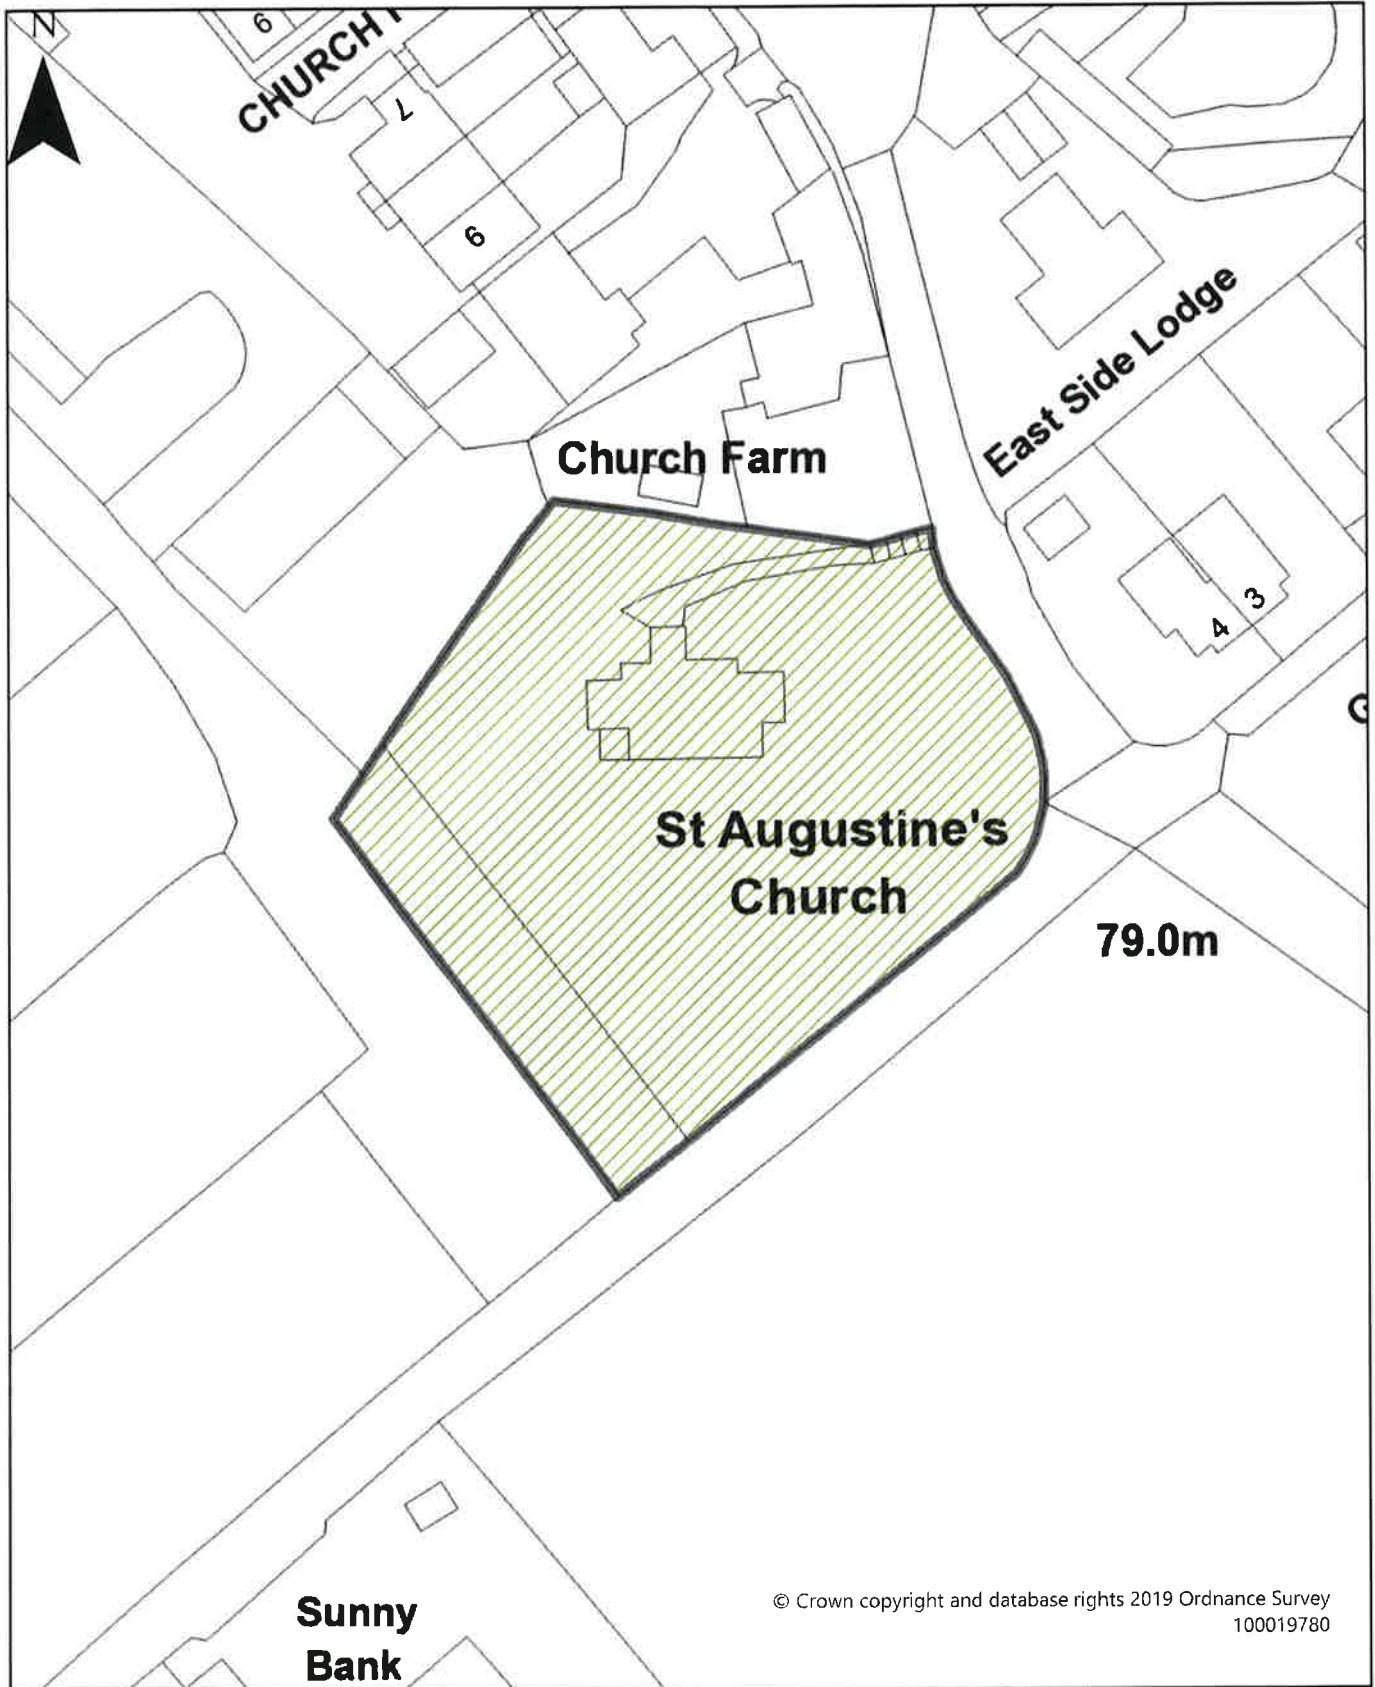 N
CHURCH
7
6
East Side Lodge
Church Farm
3
4
St Augustine's
Church
79.0m
Sunny
Bank
© Crown copyright and database rights 2019 Ordnance Survey
100019780